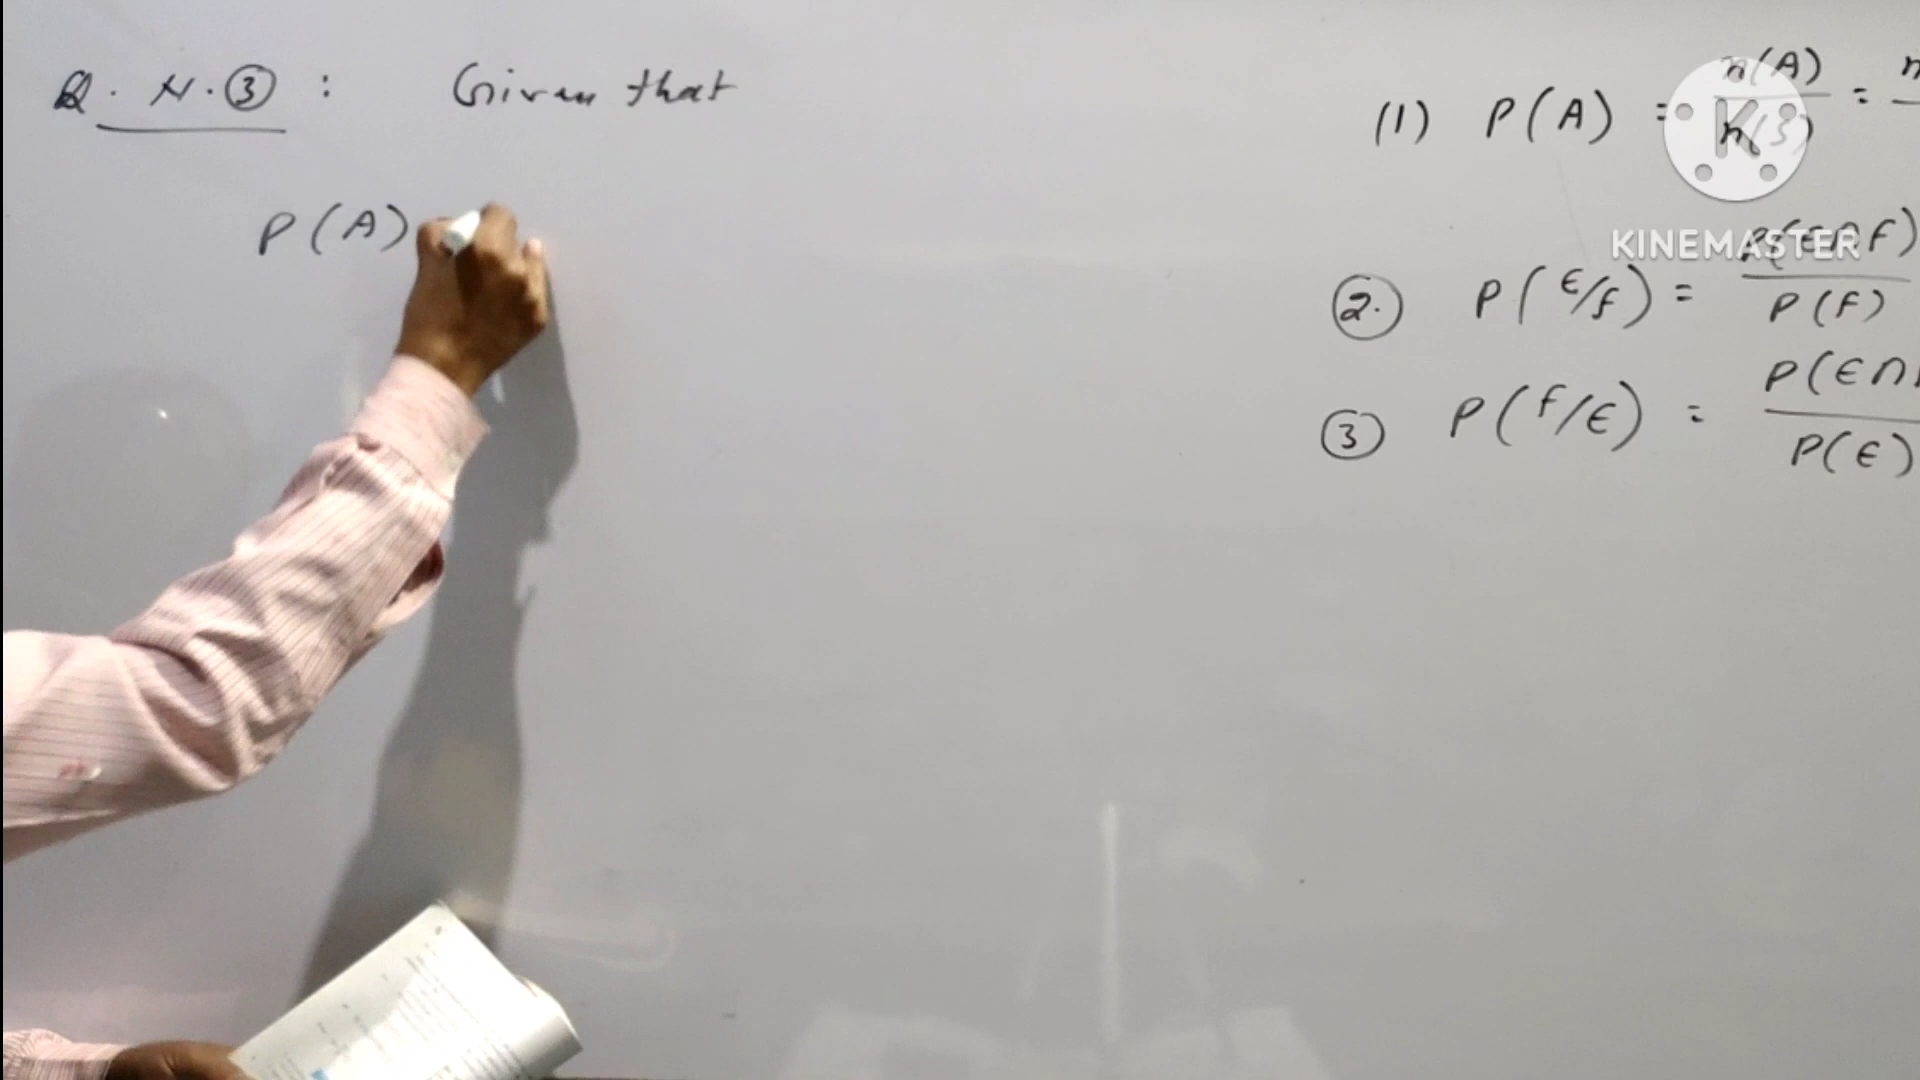 Q. N. ③ : Given that
P(A)
(1) P(A) = n(A)/n(S) = n
KINEMASTER
②. P(E/F) = P(E∩F)/P(F)
③ P(F/E) = P(E∩/P(E)